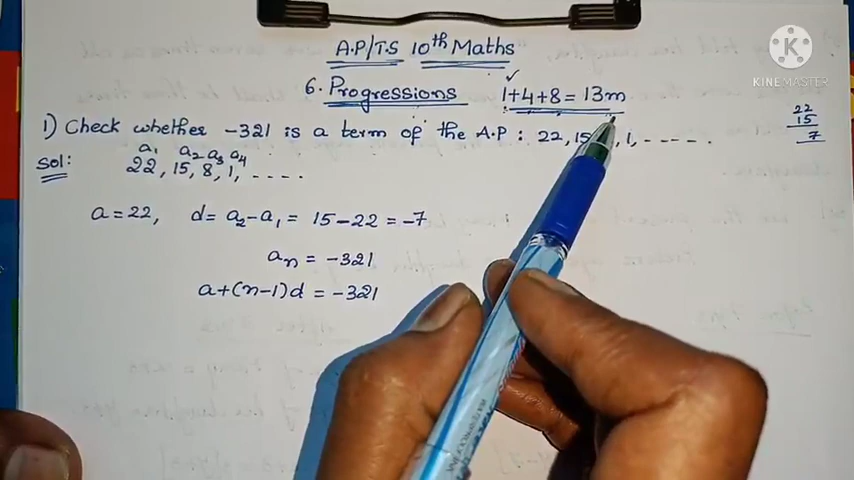 A.P/T.S 10th Maths
6. Progressions 1+4+8 = 13m
1) Check whether -321 is a term of the A.P : 22, 15, , 1, - - - - .
22
15
7
Sol:
a1 a2 a3 a4
22, 15, 8, 1, - - - - .
a = 22, d = a2 - a1 = 15 - 22 = -7
an = -321
a + (n-1)d = -321
K
KINEMASTER